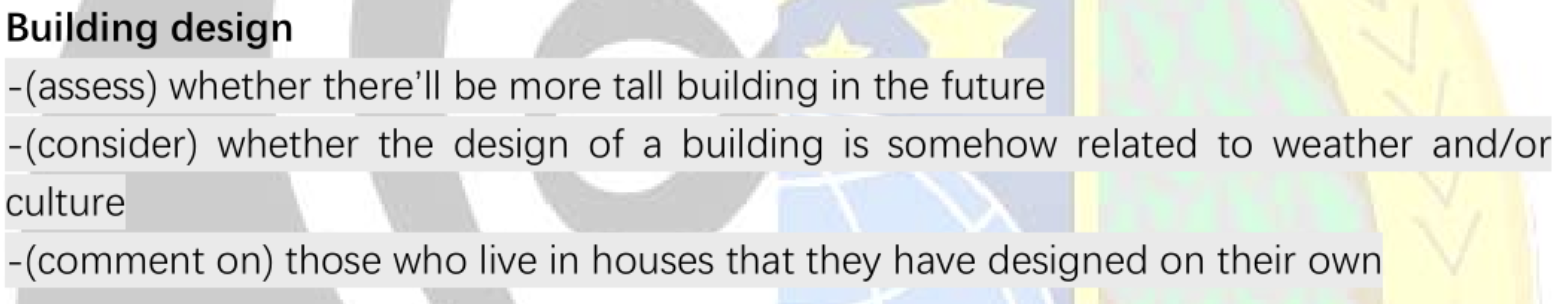 Building design
-(assess) whether there'll be more tall building in the future
-(consider) whether the design of a building is somehow related to weather and/or
culture
-(comment on) those who live in houses that they have designed on their own